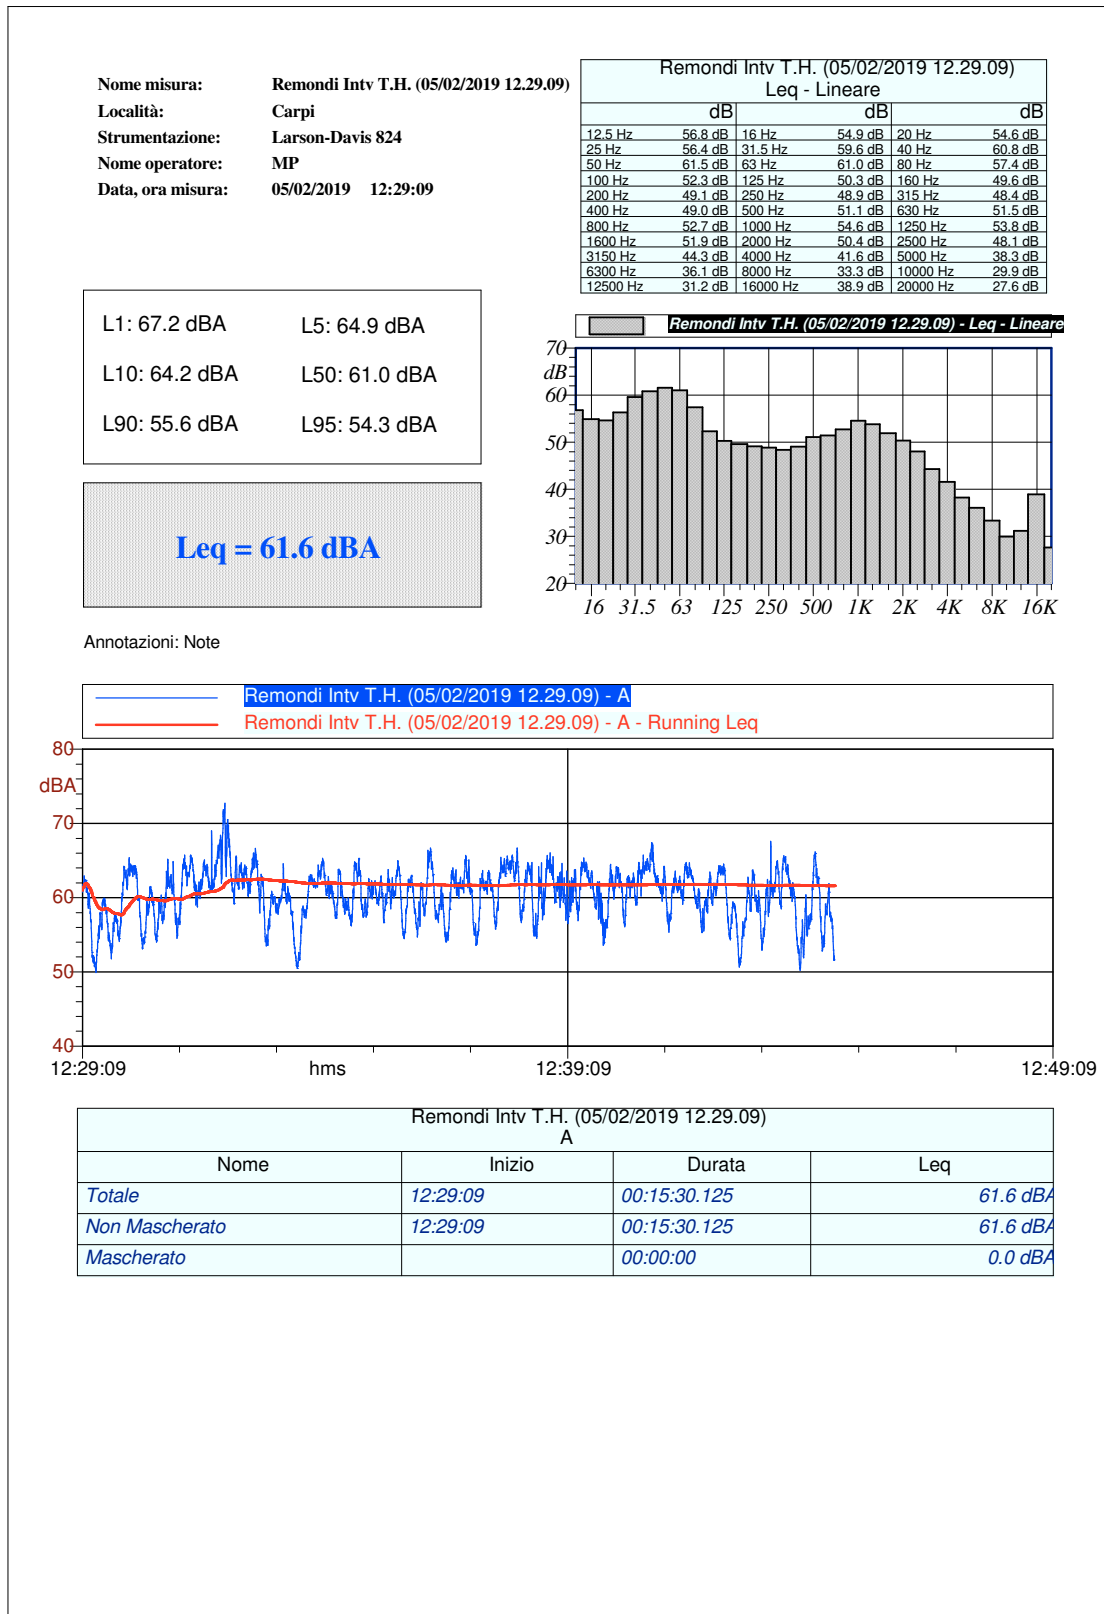 Nome misura: Remondi Intv T.H. (05/02/2019 12.29.09)
Località: Carpi
Strumentazione: Larson-Davis 824
Nome operatore: MP
Data, ora misura: 05/02/2019 12:29:09
Remondi Intv T.H. (05/02/2019 12.29.09)
Leq - Lineare
dB dB dB
12.5 Hz 56.8 dB 16 Hz 54.9 dB 20 Hz 54.6 dB
25 Hz 56.4 dB 31.5 Hz 59.6 dB 40 Hz 60.8 dB
50 Hz 61.5 dB 63 Hz 61.0 dB 80 Hz 57.4 dB
100 Hz 52.3 dB 125 Hz 50.3 dB 160 Hz 49.6 dB
200 Hz 49.1 dB 250 Hz 48.9 dB 315 Hz 48.4 dB
400 Hz 49.0 dB 500 Hz 51.1 dB 630 Hz 51.5 dB
800 Hz 52.7 dB 1000 Hz 54.6 dB 1250 Hz 53.8 dB
1600 Hz 51.9 dB 2000 Hz 50.4 dB 2500 Hz 48.1 dB
3150 Hz 44.3 dB 4000 Hz 41.6 dB 5000 Hz 38.3 dB
6300 Hz 36.1 dB 8000 Hz 33.3 dB 10000 Hz 29.9 dB
12500 Hz 31.2 dB 16000 Hz 38.9 dB 20000 Hz 27.6 dB
L1: 67.2 dBA L5: 64.9 dBA
L10: 64.2 dBA L50: 61.0 dBA
L90: 55.6 dBA L95: 54.3 dBA
Leq = 61.6 dBA
Remondi Intv T.H. (05/02/2019 12.29.09) - Leq - Lineare
70
dB
60
50
40
30
20
16 31.5 63 125 250 500 1K 2K 4K 8K 16K
Annotazioni: Note
Remondi Intv T.H. (05/02/2019 12.29.09) - A
Remondi Intv T.H. (05/02/2019 12.29.09) - A - Running Leq
80
dBA
70
60
50
40
12:29:09 hms 12:39:09 12:49:09
Remondi Intv T.H. (05/02/2019 12.29.09)
A
Nome Inizio Durata Leq
Totale 12:29:09 00:15:30.125 61.6 dBA
Non Mascherato 12:29:09 00:15:30.125 61.6 dBA
Mascherato 00:00:00 0.0 dBA